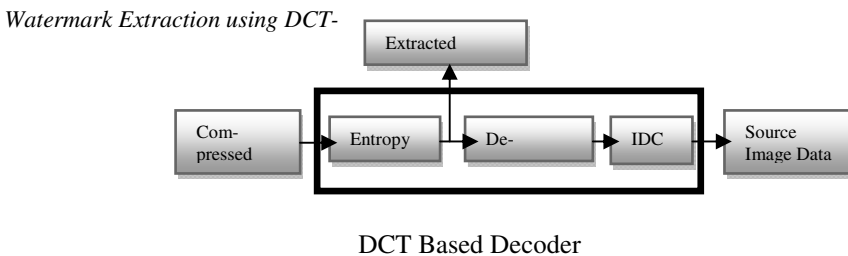 Watermark Extraction using DCT-
Extracted
Com-
pressed
Entropy
De-
IDC
Source
Image Data
DCT Based Decoder